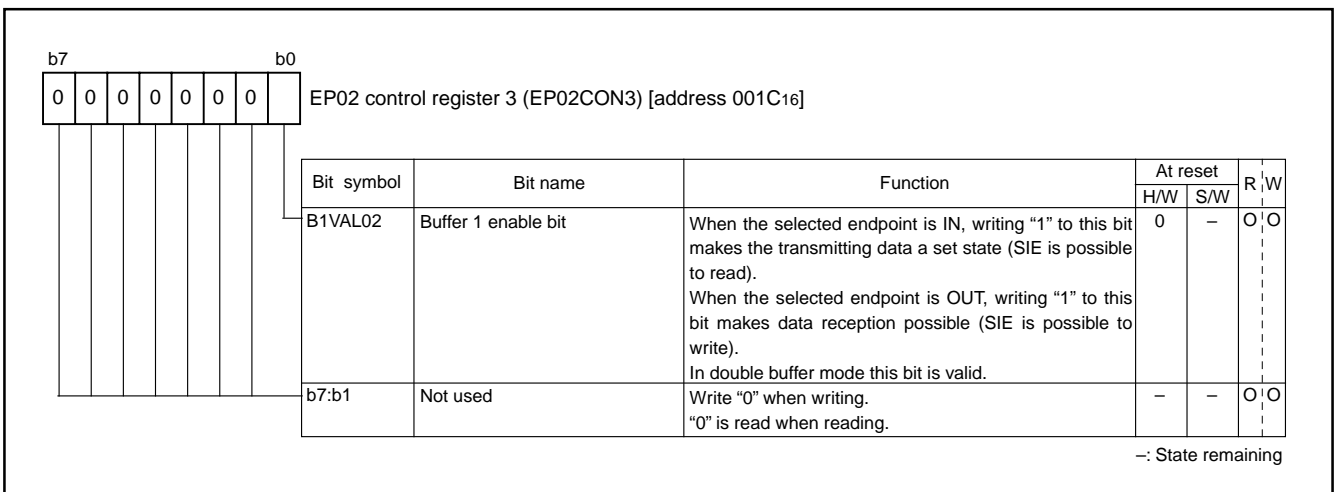 b7 b0
0 0 0 0 0 0 0 EP02 control register 3 (EP02CON3) [address 001C16]
Bit symbol Bit name Function At reset R W
H/W S/W
B1VAL02 Buffer 1 enable bit When the selected endpoint is IN, writing “1” to this bit 0 – O O
makes the transmitting data a set state (SIE is possible
to read).
When the selected endpoint is OUT, writing “1” to this
bit makes data reception possible (SIE is possible to
write).
In double buffer mode this bit is valid.
b7:b1 Not used Write “0” when writing. – – O O
“0” is read when reading.
–: State remaining